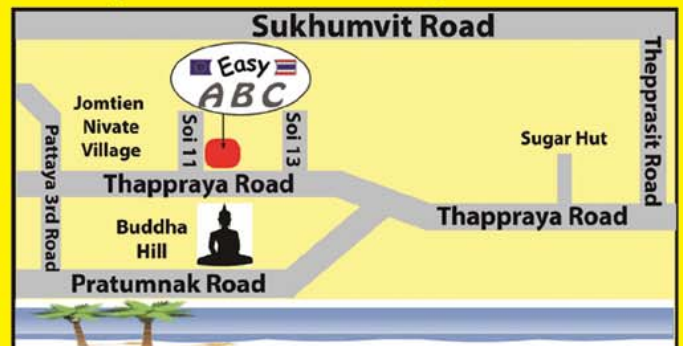 Sukhumvit Road
Easy
ABC
Jomtien
Nivate
Village
Soi 11
Soi 13
Pattaya 3rd Road
Thappraya Road
Sugar Hut
Thepprasit Road
Thappraya Road
Buddha
Hill
Pratumnak Road